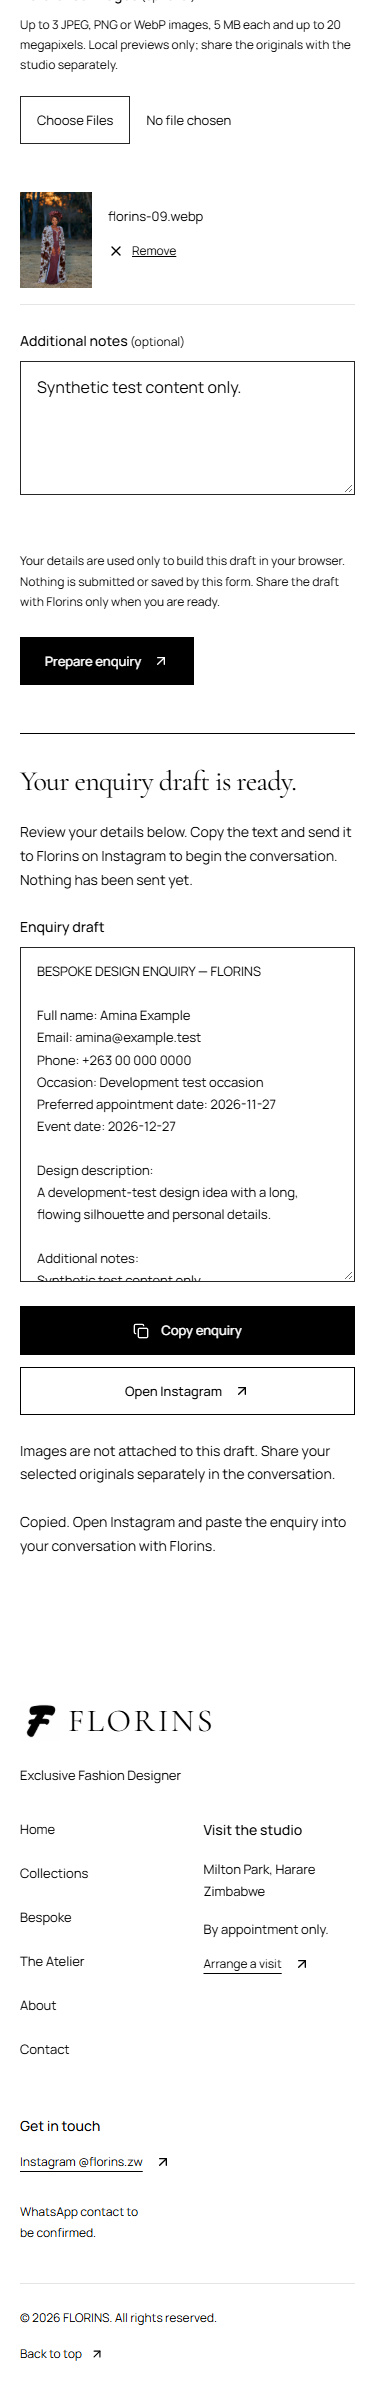 Up to 3 JPEG, PNG or WebP images, 5 MB each and up to 20
megapixels. Local previews only; share the originals with the
studio separately.
Choose Files No file chosen
florins-09.webp
Remove
Additional notes (optional)
Synthetic test content only.
Your details are used only to build this draft in your browser.
Nothing is submitted or saved by this form. Share the draft
with Florins only when you are ready.
Prepare enquiry
Your enquiry draft is ready.
Review your details below. Copy the text and send it
to Florins on Instagram to begin the conversation.
Nothing has been sent yet.
Enquiry draft
BESPOKE DESIGN ENQUIRY — FLORINS
Full name: Amina Example
Email: amina@example.test
Phone: +263 00 000 0000
Occasion: Development test occasion
Preferred appointment date: 2026-11-27
Event date: 2026-12-27
Design description:
A development-test design idea with a long,
flowing silhouette and personal details.
Additional notes:
Synthetic test content only.
Copy enquiry
Open Instagram
Images are not attached to this draft. Share your
selected originals separately in the conversation.
Copied. Open Instagram and paste the enquiry into
your conversation with Florins.
F FLORINS
Exclusive Fashion Designer
Home
Collections
Bespoke
The Atelier
About
Contact
Visit the studio
Milton Park, Harare
Zimbabwe
By appointment only.
Arrange a visit
Get in touch
Instagram @florins.zw
WhatsApp contact to
be confirmed.
© 2026 FLORINS. All rights reserved.
Back to top